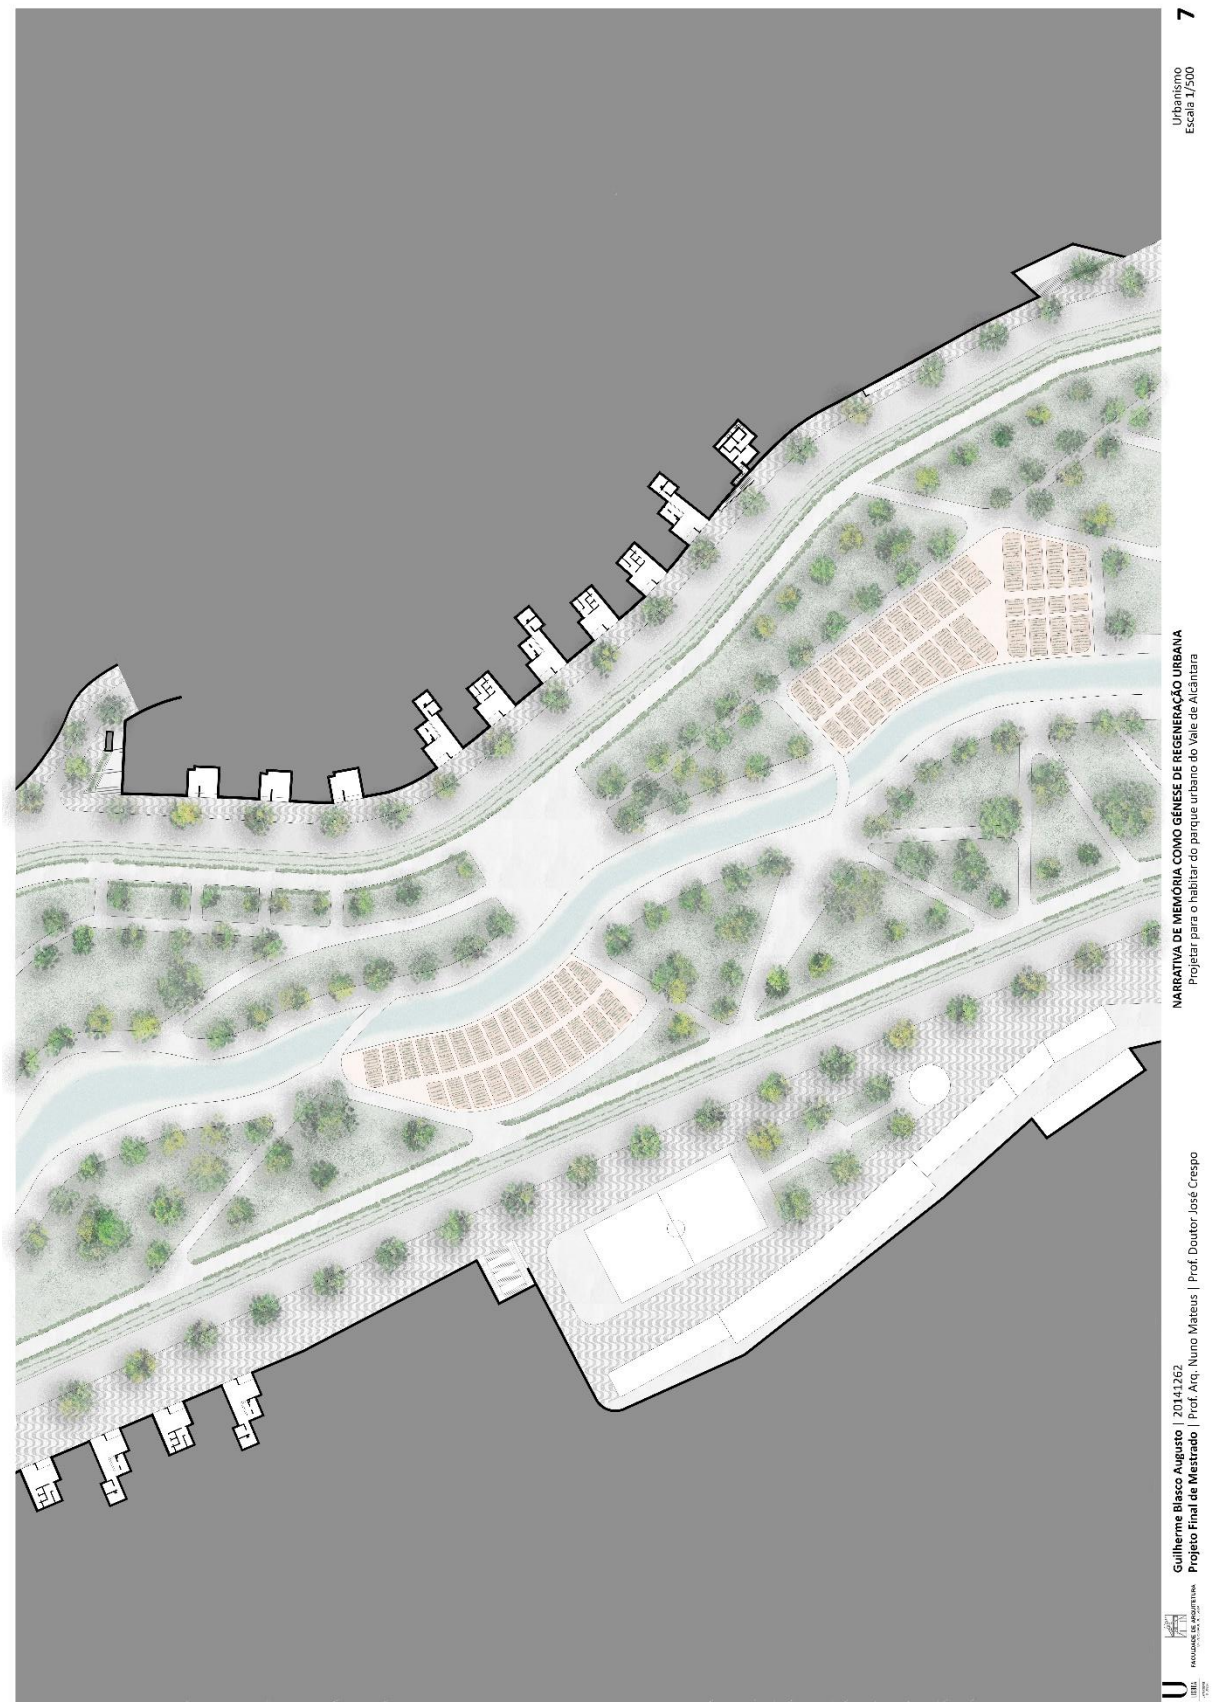 7
Urbanismo
Escala 1/500
NARRATIVA DE MEMÓRIA COMO GÉNESE DE REGENERAÇÃO URBANA
Projetar para o habitar do parque urbano do Vale de Alcântara
Guilherme Blasco Augusto | 20141262
Projeto Final de Mestrado | Prof. Arq. Nuno Mateus | Prof. Doutor José Crespo
FACULDADE DE ARQUITETURA
U
LISBOA